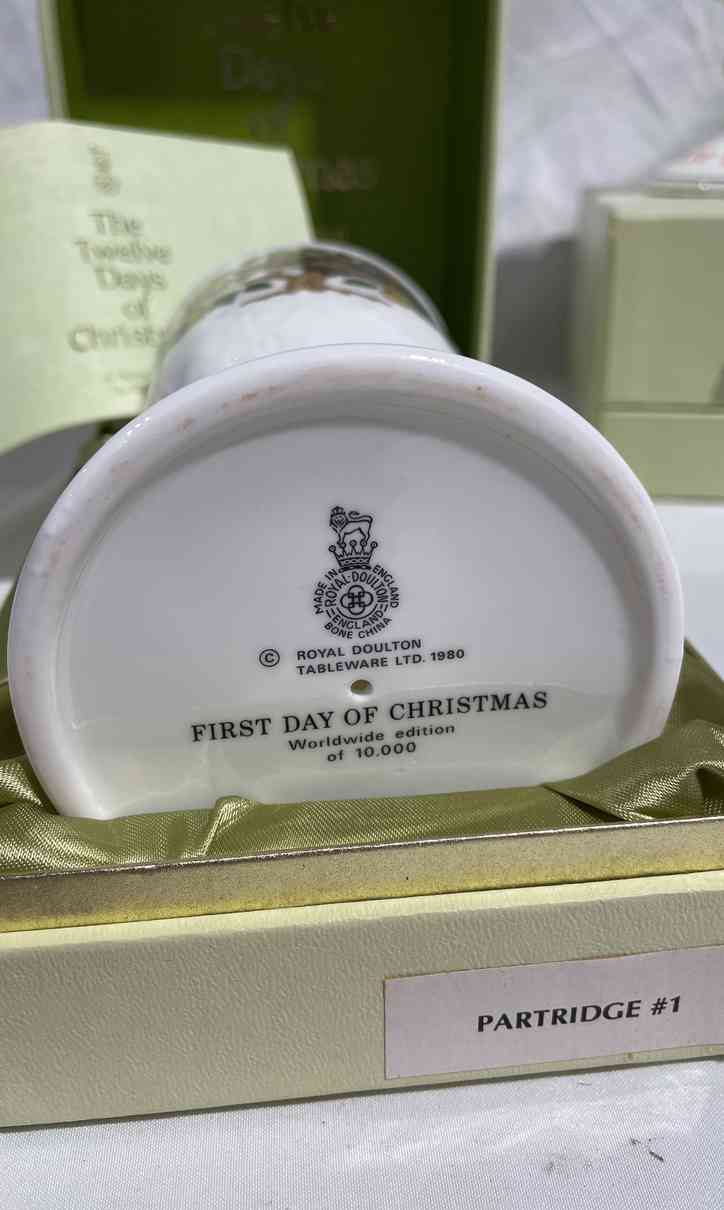 The
Twelve
Days
of
MADE IN ENGLAND
ROYAL·DOULTON
ENGLAND
BONE CHINA
© ROYAL DOULTON
TABLEWARE LTD. 1980
FIRST DAY OF CHRISTMAS
Worldwide edition
of 10.000
PARTRIDGE #1